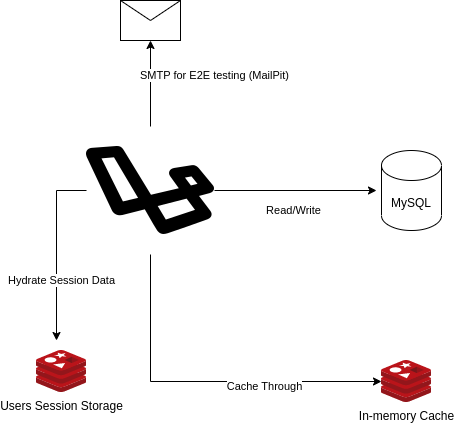 SMTP for E2E testing (MailPit)
MySQL
Read/Write
Hydrate Session Data
Cache Through
Users Session Storage
In-memory Cache